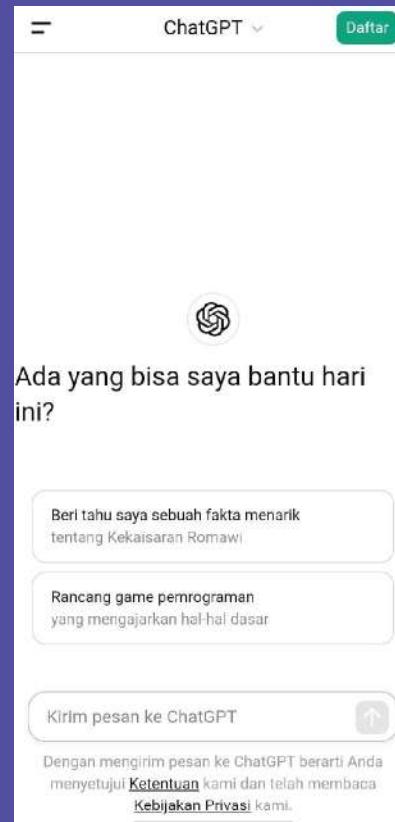 ChatGPT
Daftar
Ada yang bisa saya bantu hari
ini?
Beri tahu saya sebuah fakta menarik
tentang Kekaisaran Romawi
Rancang game pemrograman
yang mengajarkan hal-hal dasar
Kirim pesan ke ChatGPT
Dengan mengirim pesan ke ChatGPT berarti Anda
menyetujui Ketentuan kami dan telah membaca
Kebijakan Privasi kami.